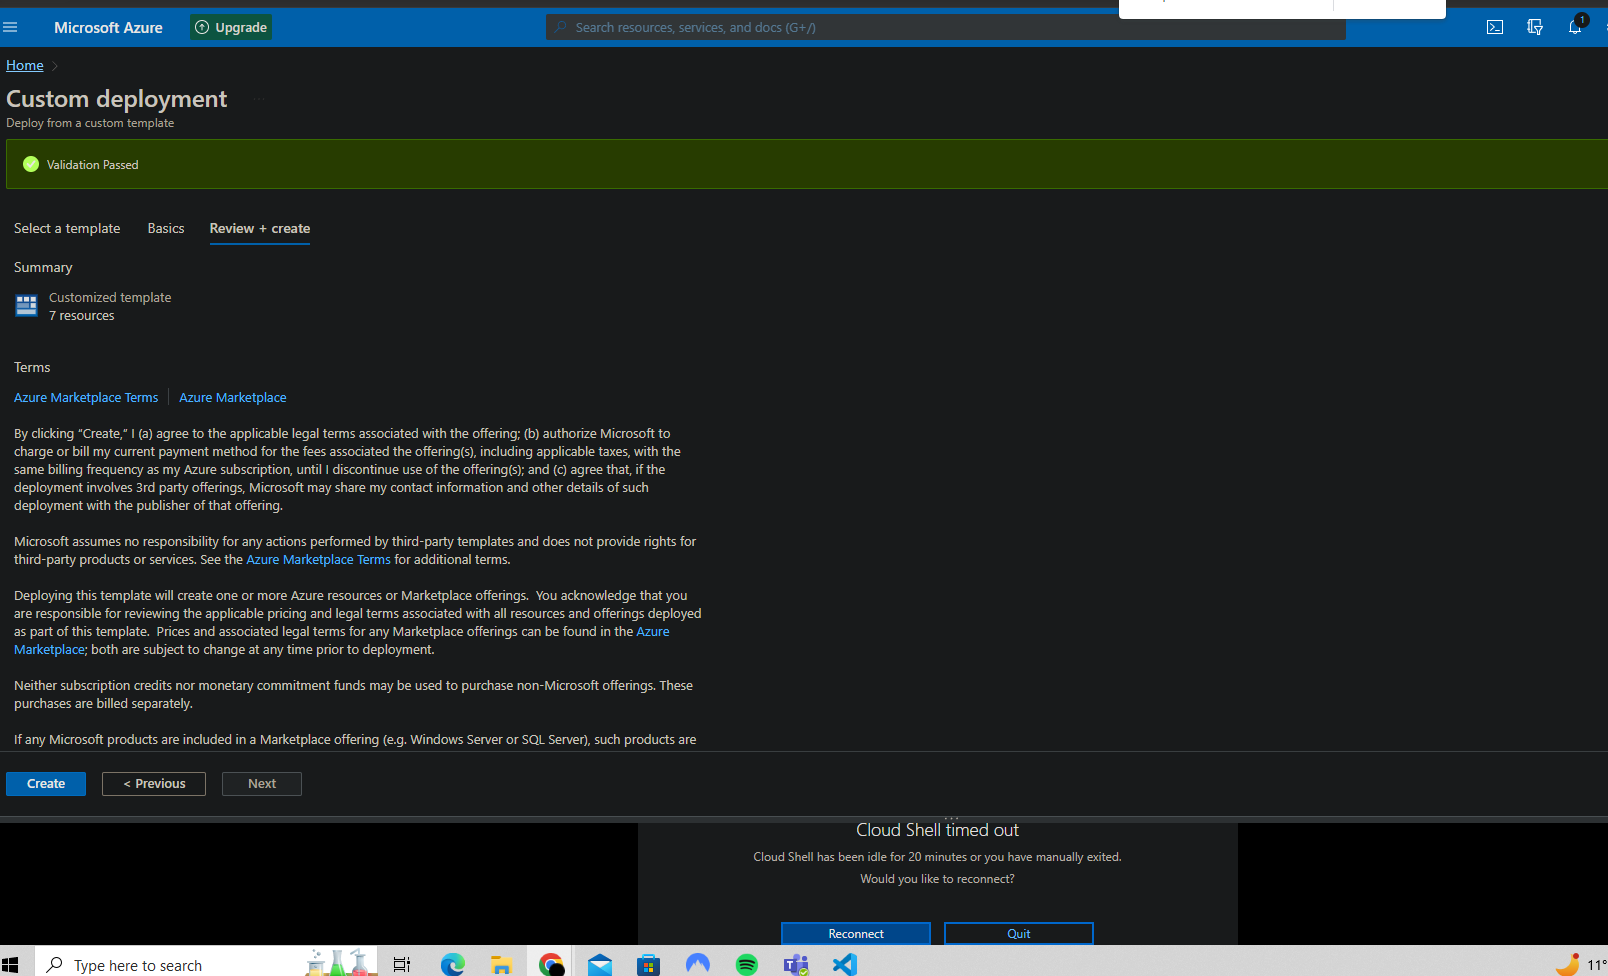 Microsoft Azure
Upgrade
Search resources, services, and docs (G+/)
1
Home
Custom deployment
Deploy from a custom template
Validation Passed
Select a template
Basics
Review + create
Summary
Customized template
7 resources
Terms
Azure Marketplace Terms
Azure Marketplace
By clicking “Create,” I (a) agree to the applicable legal terms associated with the offering; (b) authorize Microsoft to
charge or bill my current payment method for the fees associated the offering(s), including applicable taxes, with the
same billing frequency as my Azure subscription, until I discontinue use of the offering(s); and (c) agree that, if the
deployment involves 3rd party offerings, Microsoft may share my contact information and other details of such
deployment with the publisher of that offering.
Microsoft assumes no responsibility for any actions performed by third-party templates and does not provide rights for
third-party products or services. See the Azure Marketplace Terms for additional terms.
Deploying this template will create one or more Azure resources or Marketplace offerings.  You acknowledge that you
are responsible for reviewing the applicable pricing and legal terms associated with all resources and offerings deployed
as part of this template.  Prices and associated legal terms for any Marketplace offerings can be found in the Azure
Marketplace; both are subject to change at any time prior to deployment.
Neither subscription credits nor monetary commitment funds may be used to purchase non-Microsoft offerings. These
purchases are billed separately.
If any Microsoft products are included in a Marketplace offering (e.g. Windows Server or SQL Server), such products are
Create
< Previous
Next
Cloud Shell timed out
Cloud Shell has been idle for 20 minutes or you have manually exited.
Would you like to reconnect?
Reconnect
Quit
Type here to search
11°